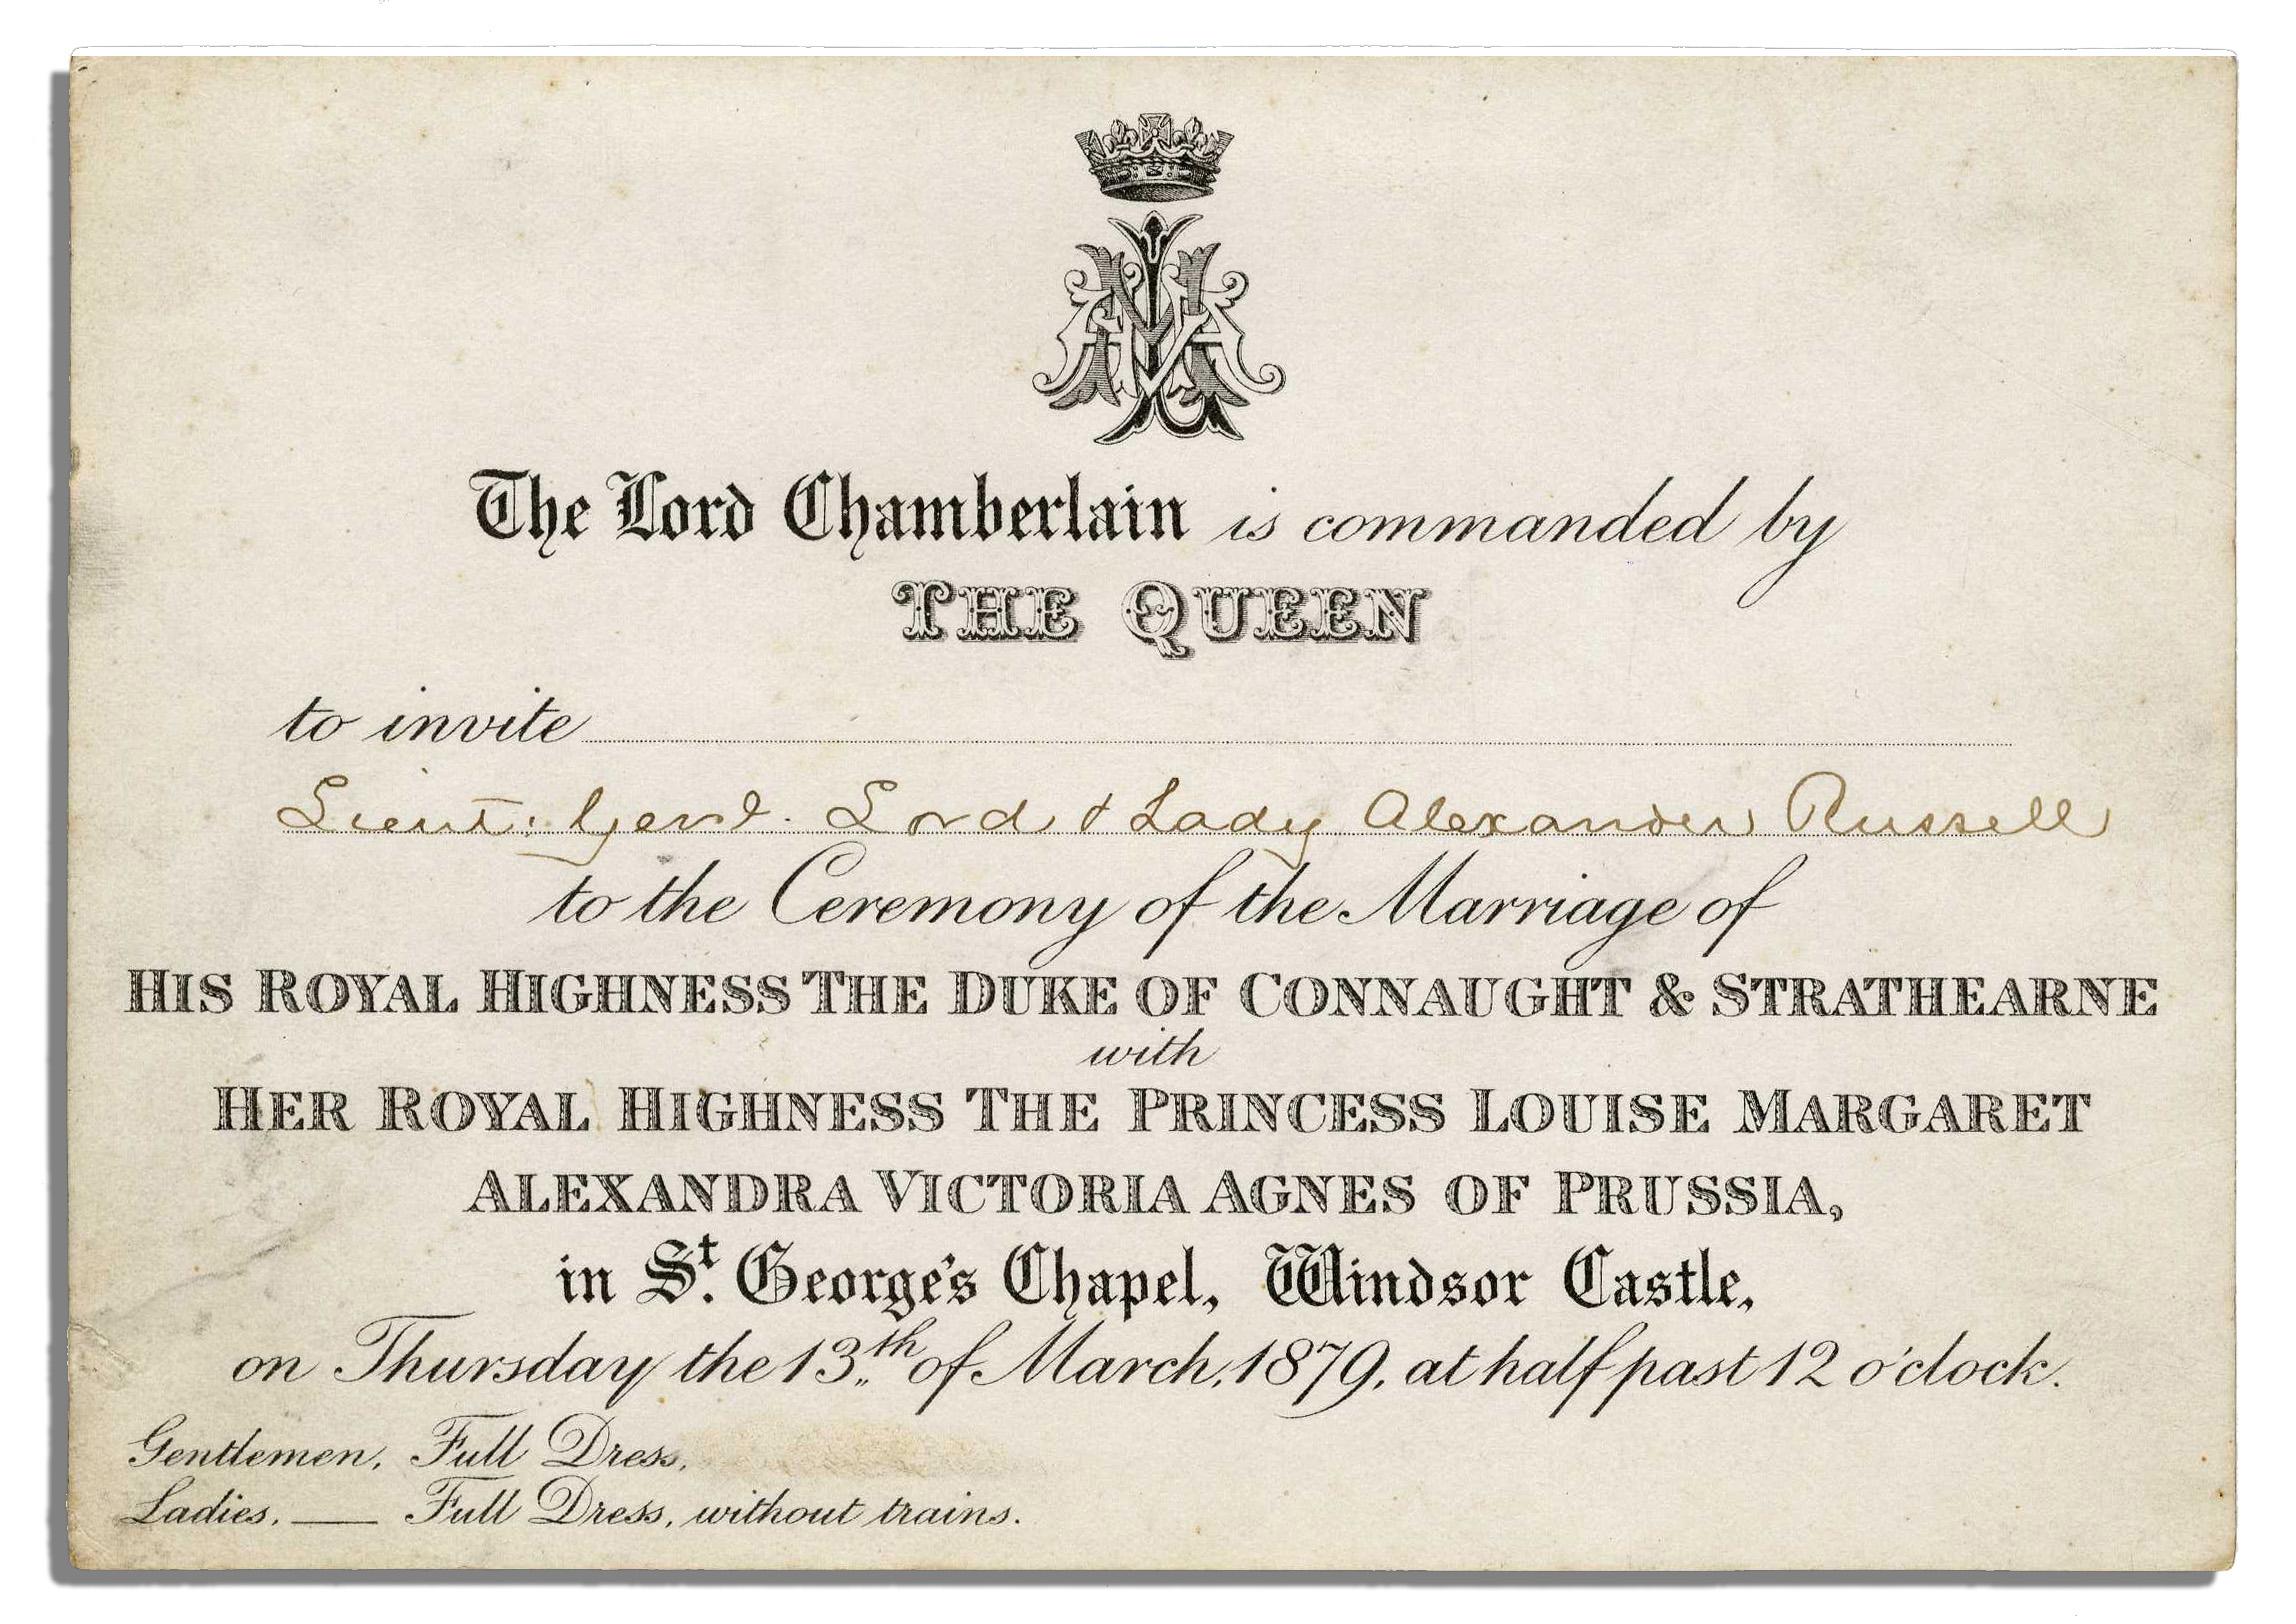 The Lord Chamberlain is commanded by
THE QUEEN
to invite
Lieut: Genl. Lord & Lady Alexander Russell
to the Ceremony of the Marriage of
HIS ROYAL HIGHNESS THE DUKE OF CONNAUGHT & STRATHEARNE
with
HER ROYAL HIGHNESS THE PRINCESS LOUISE MARGARET
ALEXANDRA VICTORIA AGNES OF PRUSSIA,
in St. George's Chapel, Windsor Castle,
on Thursday the 13th of March, 1879, at half past 12 o'clock.
Gentlemen, Full Dress,
Ladies, — Full Dress, without trains.